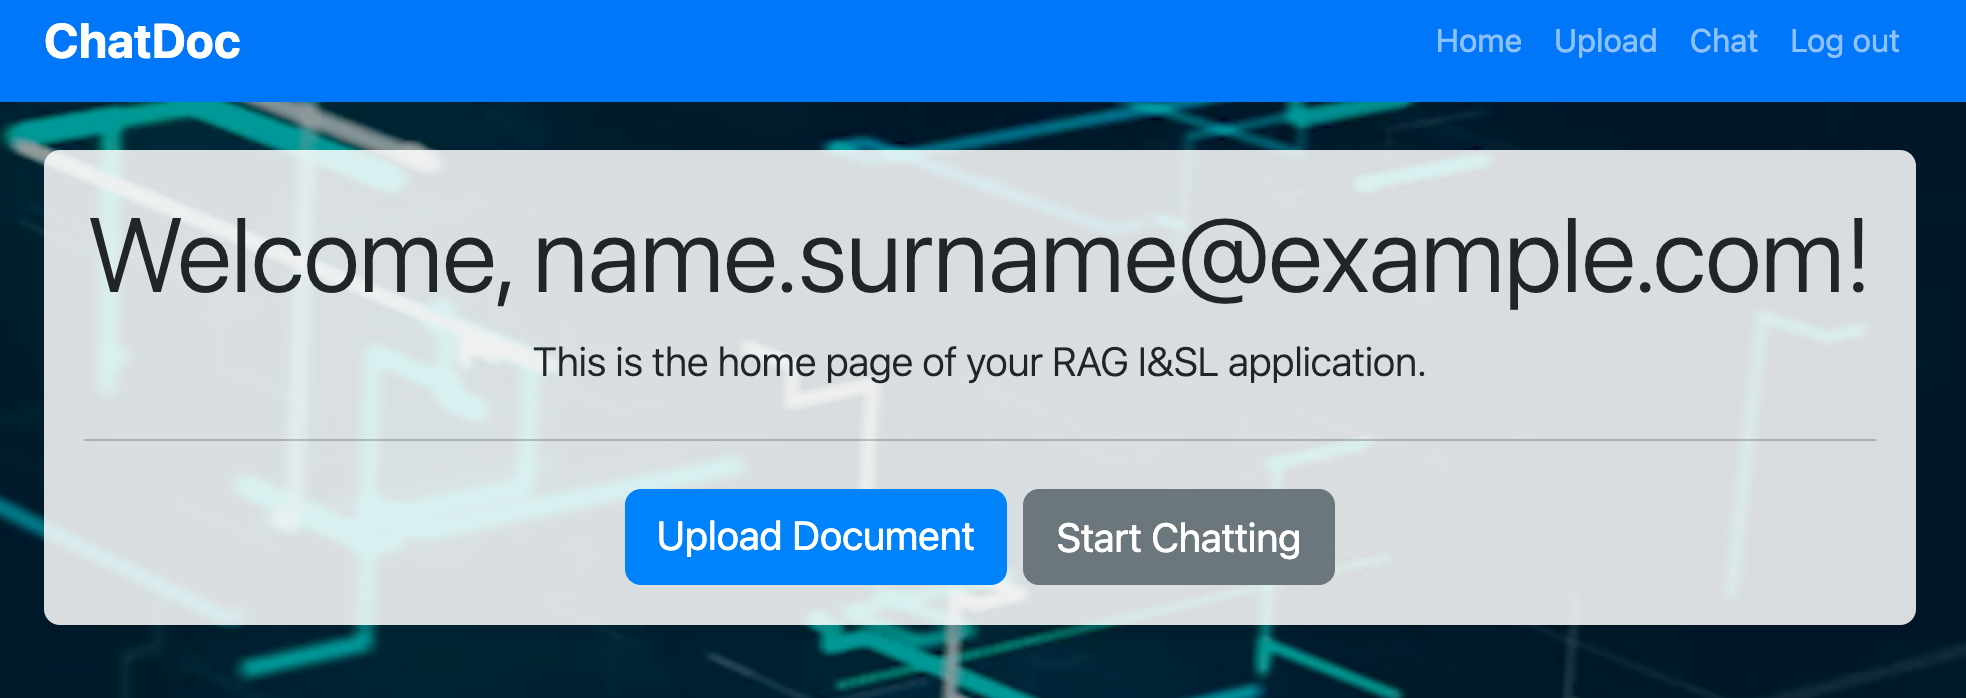 ChatDoc
Home Upload Chat Log out
Welcome, name.surname@example.com!
This is the home page of your RAG I&SL application.
Upload Document
Start Chatting